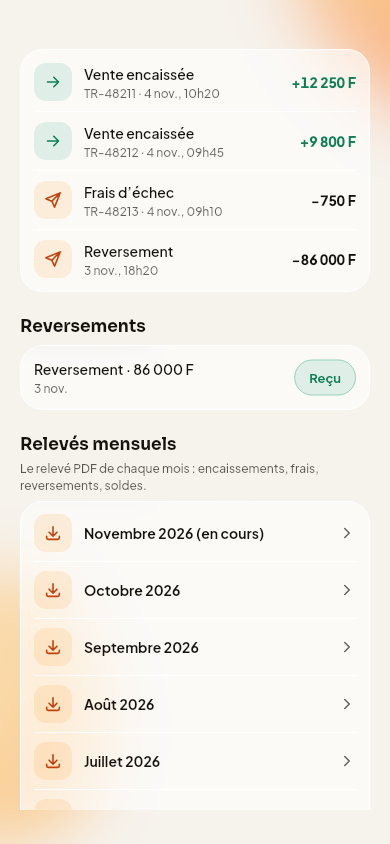 Vente encaissée
+12 250 F
TR-48211 · 4 nov., 10h20
Vente encaissée
+9 800 F
TR-48212 · 4 nov., 09h45
Frais d’échec
−750 F
TR-48213 · 4 nov., 09h10
Reversement
−86 000 F
3 nov., 18h20
Reversements
Reversement · 86 000 F
3 nov.
Reçu
Relevés mensuels
Le relevé PDF de chaque mois : encaissements, frais,
reversements, soldes.
Novembre 2026 (en cours)
Octobre 2026
Septembre 2026
Août 2026
Juillet 2026